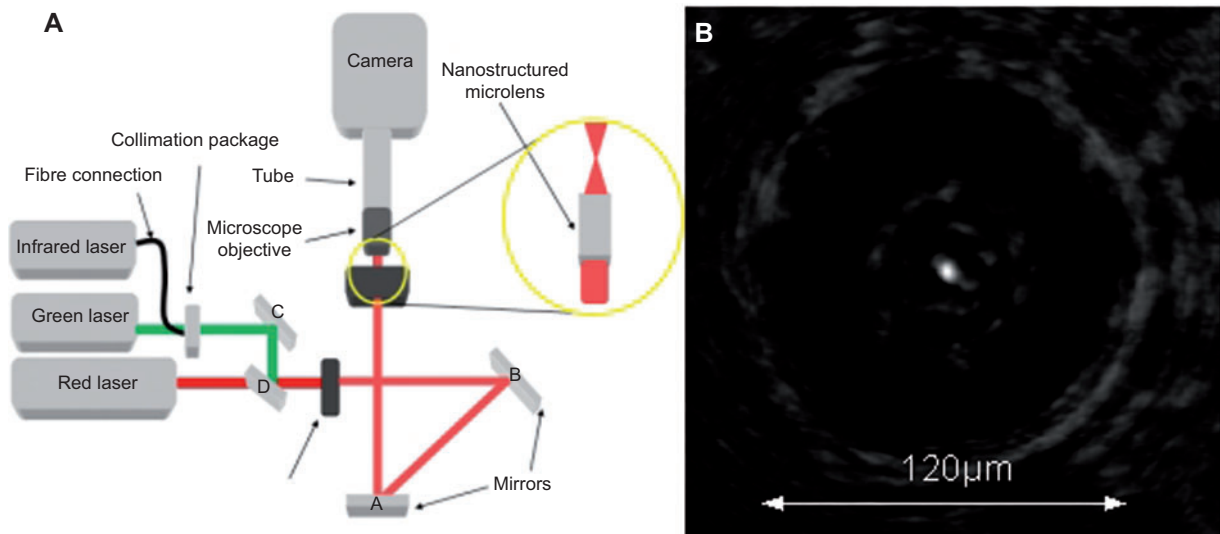 A
Camera
Nanostructured
microlens
Collimation package
Fibre connection
Tube
Microscope
objective
Infrared laser
Green laser
Red laser
C
D
B
A
Mirrors
B
120µm